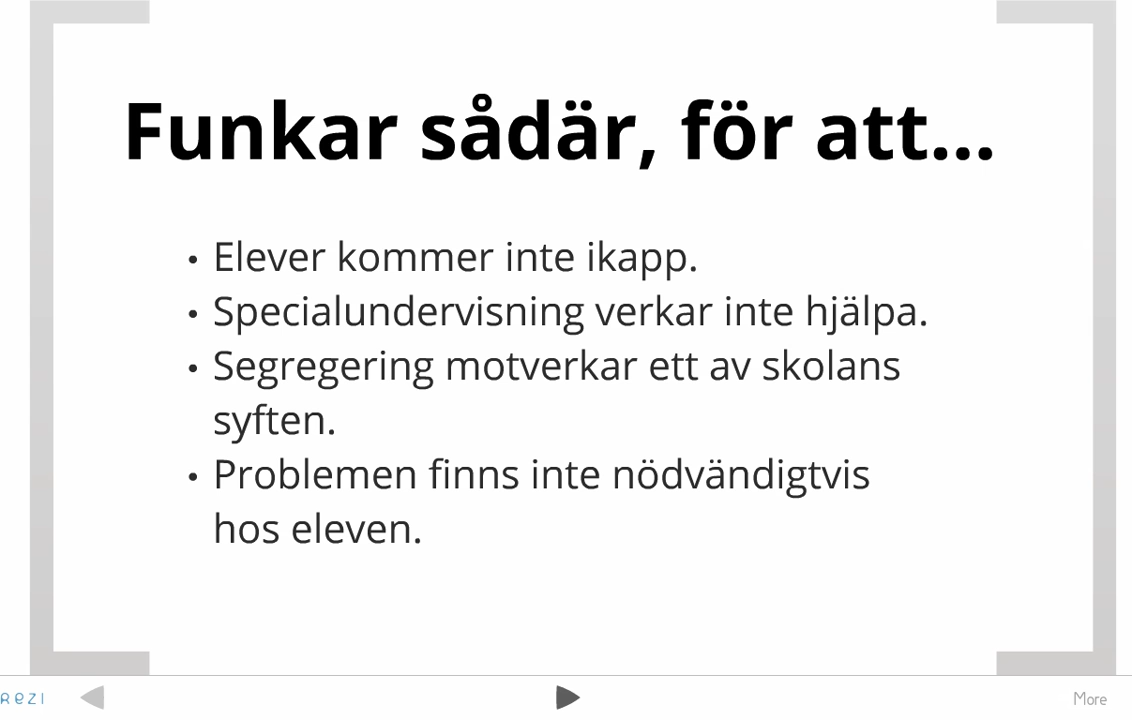 Funkar sådär, för att...
• Elever kommer inte ikapp.
• Specialundervisning verkar inte hjälpa.
• Segregering motverkar ett av skolans
syften.
• Problemen finns inte nödvändigtvis
hos eleven.
REZI
More